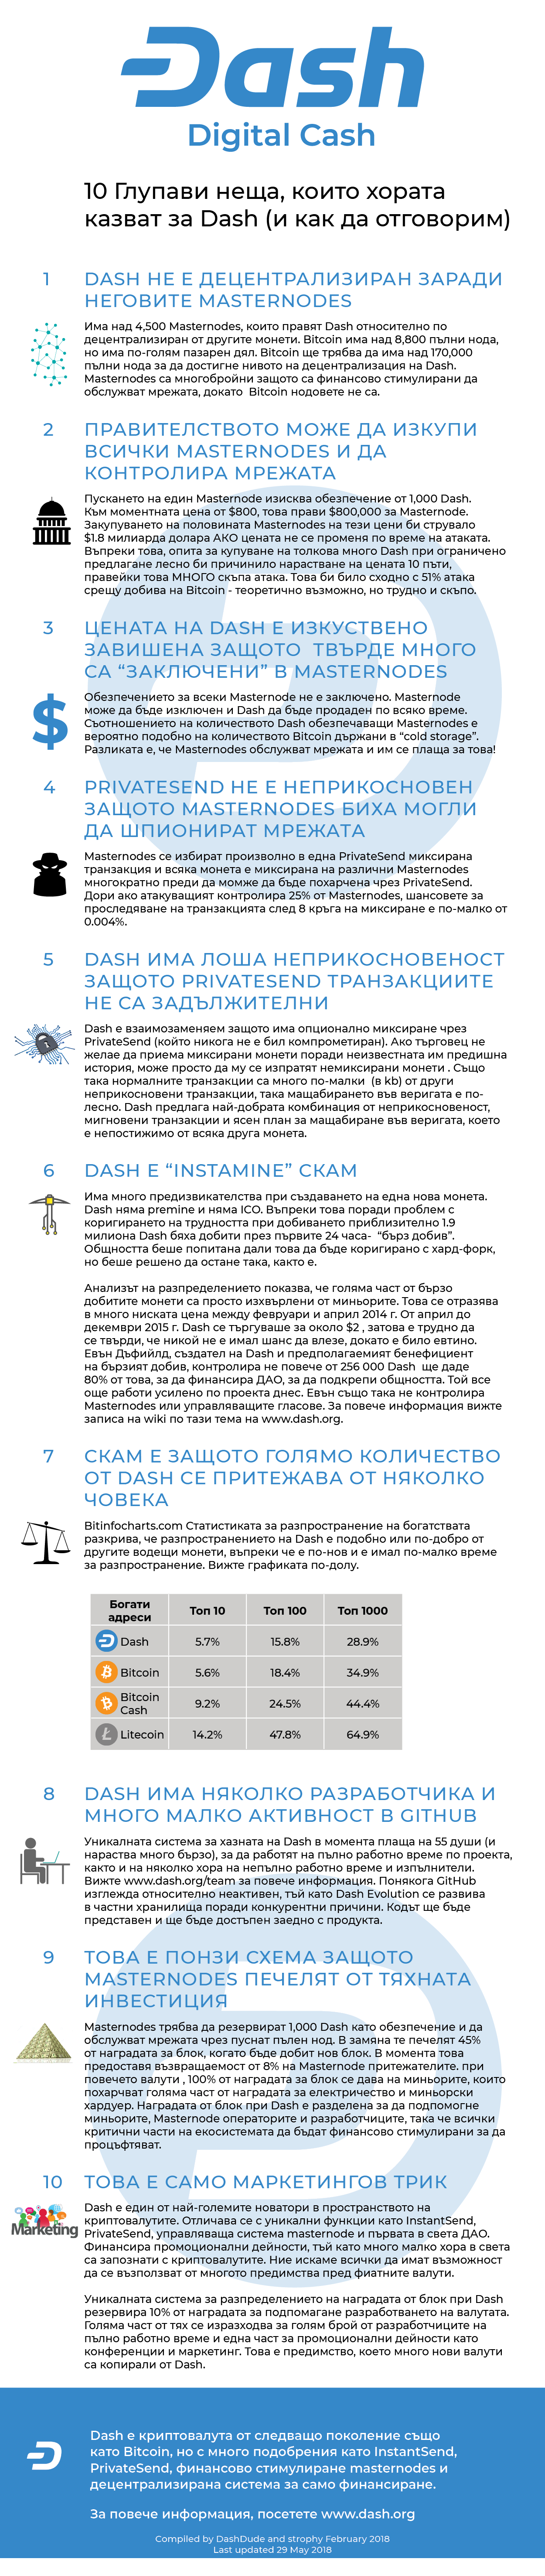 Dash
Digital Cash
10 Глупави неща, които хората
казват за Dash (и как да отговорим)
1
DASH НЕ Е ДЕЦЕНТРАЛИЗИРАН ЗАРАДИ
НЕГОВИТЕ MASTERNODES
Има над 4,500 Masternodes, които правят Dash относително по
децентрализиран от другите монети. Bitcoin има над 8,800 пълни нода,
но има по-голям пазарен дял. Bitcoin ще трябва да има над 170,000
пълни нода за да достигне нивото на децентрализация на Dash.
Masternodes са многобройни защото са финансово стимулирани да
обслужват мрежата, докато Bitcoin нодовете не са.
2
ПРАВИТЕЛСТВОТО МОЖЕ ДА ИЗКУПИ
ВСИЧКИ MASTERNODES И ДА
КОНТРОЛИРА МРЕЖАТА
Пускането на един Masternode изисква обезпечение от 1,000 Dash.
Към моментната цена от $800, това прави $800,000 за Masternode.
Закупуването на половината Masternodes на тези цени би струвало
$1.8 милиарда долара АКО цената не се променя по време на атаката.
Въпреки това, опита за купуване на толкова много Dash при ограничено
предлагане лесно би причинило нарастване на цената 10 пъти,
правейки това МНОГО скъпа атака. Това би било сходно с 51% атака
срещу добива на Bitcoin - теоретично възможно, но трудно и скъпо.
3
ЦЕНАТА НА DASH Е ИЗКУСТВЕНО
ЗАВИШЕНА ЗАЩОТО ТВЪРДЕ МНОГО
СА “ЗАКЛЮЧЕНИ” В MASTERNODES
Обезпечението за всеки Masternode не е заключено. Masternode
може да бъде изключен и Dash да бъде продаден по всяко време.
Съотношението на количеството Dash обезпечаващи Masternodes е
вероятно подобно на количеството Bitcoin държани в “cold storage”.
Разликата е, че Masternodes обслужват мрежата и им се плаща за това!
4
PRIVATESEND НЕ Е НЕПРИКОСНОВЕН
ЗАЩОТО MASTERNODES БИХА МОГЛИ
ДА ШПИОНИРАТ МРЕЖАТА
Masternodes се избират произволно в една PrivateSend миксирана
транзакция и всяка монета е миксирана на различни Masternodes
многократно преди да момже да бъде похарчена чрез PrivateSend.
Дори ако атакуващият контролира 25% от Masternodes, шансовете за
проследяване на транзакцията след 8 кръга на миксиране е по-малко от
0.004%.
5
DASH ИМА ЛОША НЕПРИКОСНОВЕНОСТ
ЗАЩОТО PRIVATESEND ТРАНЗАКЦИИТЕ
НЕ СА ЗАДЪЛЖИТЕЛНИ
Dash е взаимозаменяем защото има опционално миксиране чрез
PrivateSend (който никога не е бил компрометиран). Ако търговец не
желае да приема миксирани монети поради неизвестната им предишна
история, може просто да му се изпратят немиксирани монети . Също
така нормалните транзакции са много по-малки (в kb) от други
неприкосновени транзакции, така мащабирането във веригата е по-
лесно. Dash предлага най-добрата комбинация от неприкосновеност,
мигновени транзакции и ясен план за мащабиране във веригата, което
е непостижимо от всяка друга монета.
6
DASH Е “INSTAMINE” СКАМ
Има много предизвикателства при създаването на една нова монета.
Dash няма premine и няма ICO. Въпреки това поради проблем с
коригирането на трудността при добиването приблизително 1.9
милиона Dash бяха добити през първите 24 часа- “бърз добив”.
Общността беше попитана дали това да бъде коригирано с хард-форк,
но беше решено да остане така, както е.
Анализът на разпределението показва, че голяма част от бързо
добитите монети са просто изхвърлени от миньорите. Това се отразява
в много ниската цена между февруари и април 2014 г. От април до
декември 2015 г. Dash се търгуваше за около $2 , затова е трудно да
се твърди, че никой не е имал шанс да влезе, докато е било евтино.
Евън Дъфийлд, създател на Dash и предполагаемият бенефициент
на бързият добив, контролира не повече от 256 000 Dash ще даде
80% от това, за да финансира ДАО, за да подкрепи общността. Той все
още работи усилено по проекта днес. Евън също така не контролира
Masternodes или управляващите гласове. За повече информация вижте
записа на wiki по тази тема на www.dash.org.
7
СКАМ Е ЗАЩОТО ГОЛЯМО КОЛИЧЕСТВО
ОТ DASH СЕ ПРИТЕЖАВА ОТ НЯКОЛКО
ЧОВЕКА
Bitinfocharts.com Статистиката за разпространение на богатствата
разкрива, че разпространението на Dash е подобно или по-добро от
другите водещи монети, въпреки че е по-нов и е имал по-малко време
за разпространение. Вижте графиката по-долу.
Богати
адреси
Топ 10
Топ 100
Топ 1000
Dash 5.7% 15.8% 28.9%
Bitcoin 5.6% 18.4% 34.9%
Bitcoin
Cash 9.2% 24.5% 44.4%
Litecoin 14.2% 47.8% 64.9%
8
DASH ИМА НЯКОЛКО РАЗРАБОТЧИКА И
МНОГО МАЛКО АКТИВНОСТ В GITHUB
Уникалната система за хазната на Dash в момента плаща на 55 души (и
нараства много бързо), за да работят на пълно работно време по проекта,
както и на няколко хора на непълно работно време и изпълнители.
Вижте www.dash.org/team за повече информация. Понякога GitHub
изглежда относително неактивен, тъй като Dash Evolution се развива
в частни хранилища поради конкурентни причини. Кодът ще бъде
представен и ще бъде достъпен заедно с продукта.
9
ТОВА Е ПОНЗИ СХЕМА ЗАЩОТО
MASTERNODES ПЕЧЕЛЯТ ОТ ТЯХНАТА
ИНВЕСТИЦИЯ
Masternodes трябва да резервират 1,000 Dash като обезпечение и да
обслужват мрежата чрез пуснат пълен нод. В замяна те печелят 45%
от наградата за блок, когато бъде добит нов блок. В момента това
предоставя възвращаемост от 8% на Masternode притежателите. при
повечето валути , 100% от наградата за блок се дава на миньорите, които
похарчват голяма част от наградата за електричество и миньорски
хардуер. Наградата от блок при Dash е разделена за да подпомогне
миньорите, Masternode операторите и разработчиците, така че всички
критични части на екосистемата да бъдат финансово стимулирани за да
процъфтяват.
10
ТОВА Е САМО МАРКЕТИНГОВ ТРИК
Marketing
Dash е един от най-големите новатори в пространството на
криптовалутите. Отличава се с уникални функции като InstantSend,
PrivateSend, управляваща система masternode и първата в света ДАО.
Финансира промоционални дейности, тъй като много малко хора в света
са запознати с криптовалутите. Ние искаме всички да имат възможност
да се възползват от многото предимства пред фиатните валути.
Уникалната система за разпределението на наградата от блок при Dash
резервира 10% от наградата за подпомагане разработването на валутата.
Голяма част от тях се изразходва за голям брой от разработчиците на
пълно работно време и една част за промоционални дейности като
конференции и маркетинг. Това е предимство, което много нови валути
са копирали от Dash.
Dash е криптовалута от следващо поколение също
като Bitcoin, но с много подобрения като InstantSend,
PrivateSend, финансово стимулиране masternodes и
децентрализирана система за само финансиране.
За повече информация, посетете www.dash.org
Compiled by DashDude and strophy February 2018
Last updated 29 May 2018